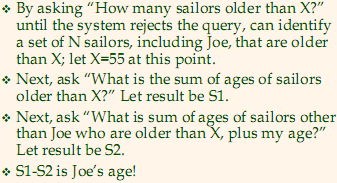 ❖ By asking “How many sailors older than X?”
until the system rejects the query, can identify
a set of N sailors, including Joe, that are older
than X; let X=55 at this point.
❖ Next, ask “What is the sum of ages of sailors
older than X?” Let result be S1.
❖ Next, ask “What is sum of ages of sailors other
than Joe who are older than X, plus my age?”
Let result be S2.
❖ S1-S2 is Joe’s age!